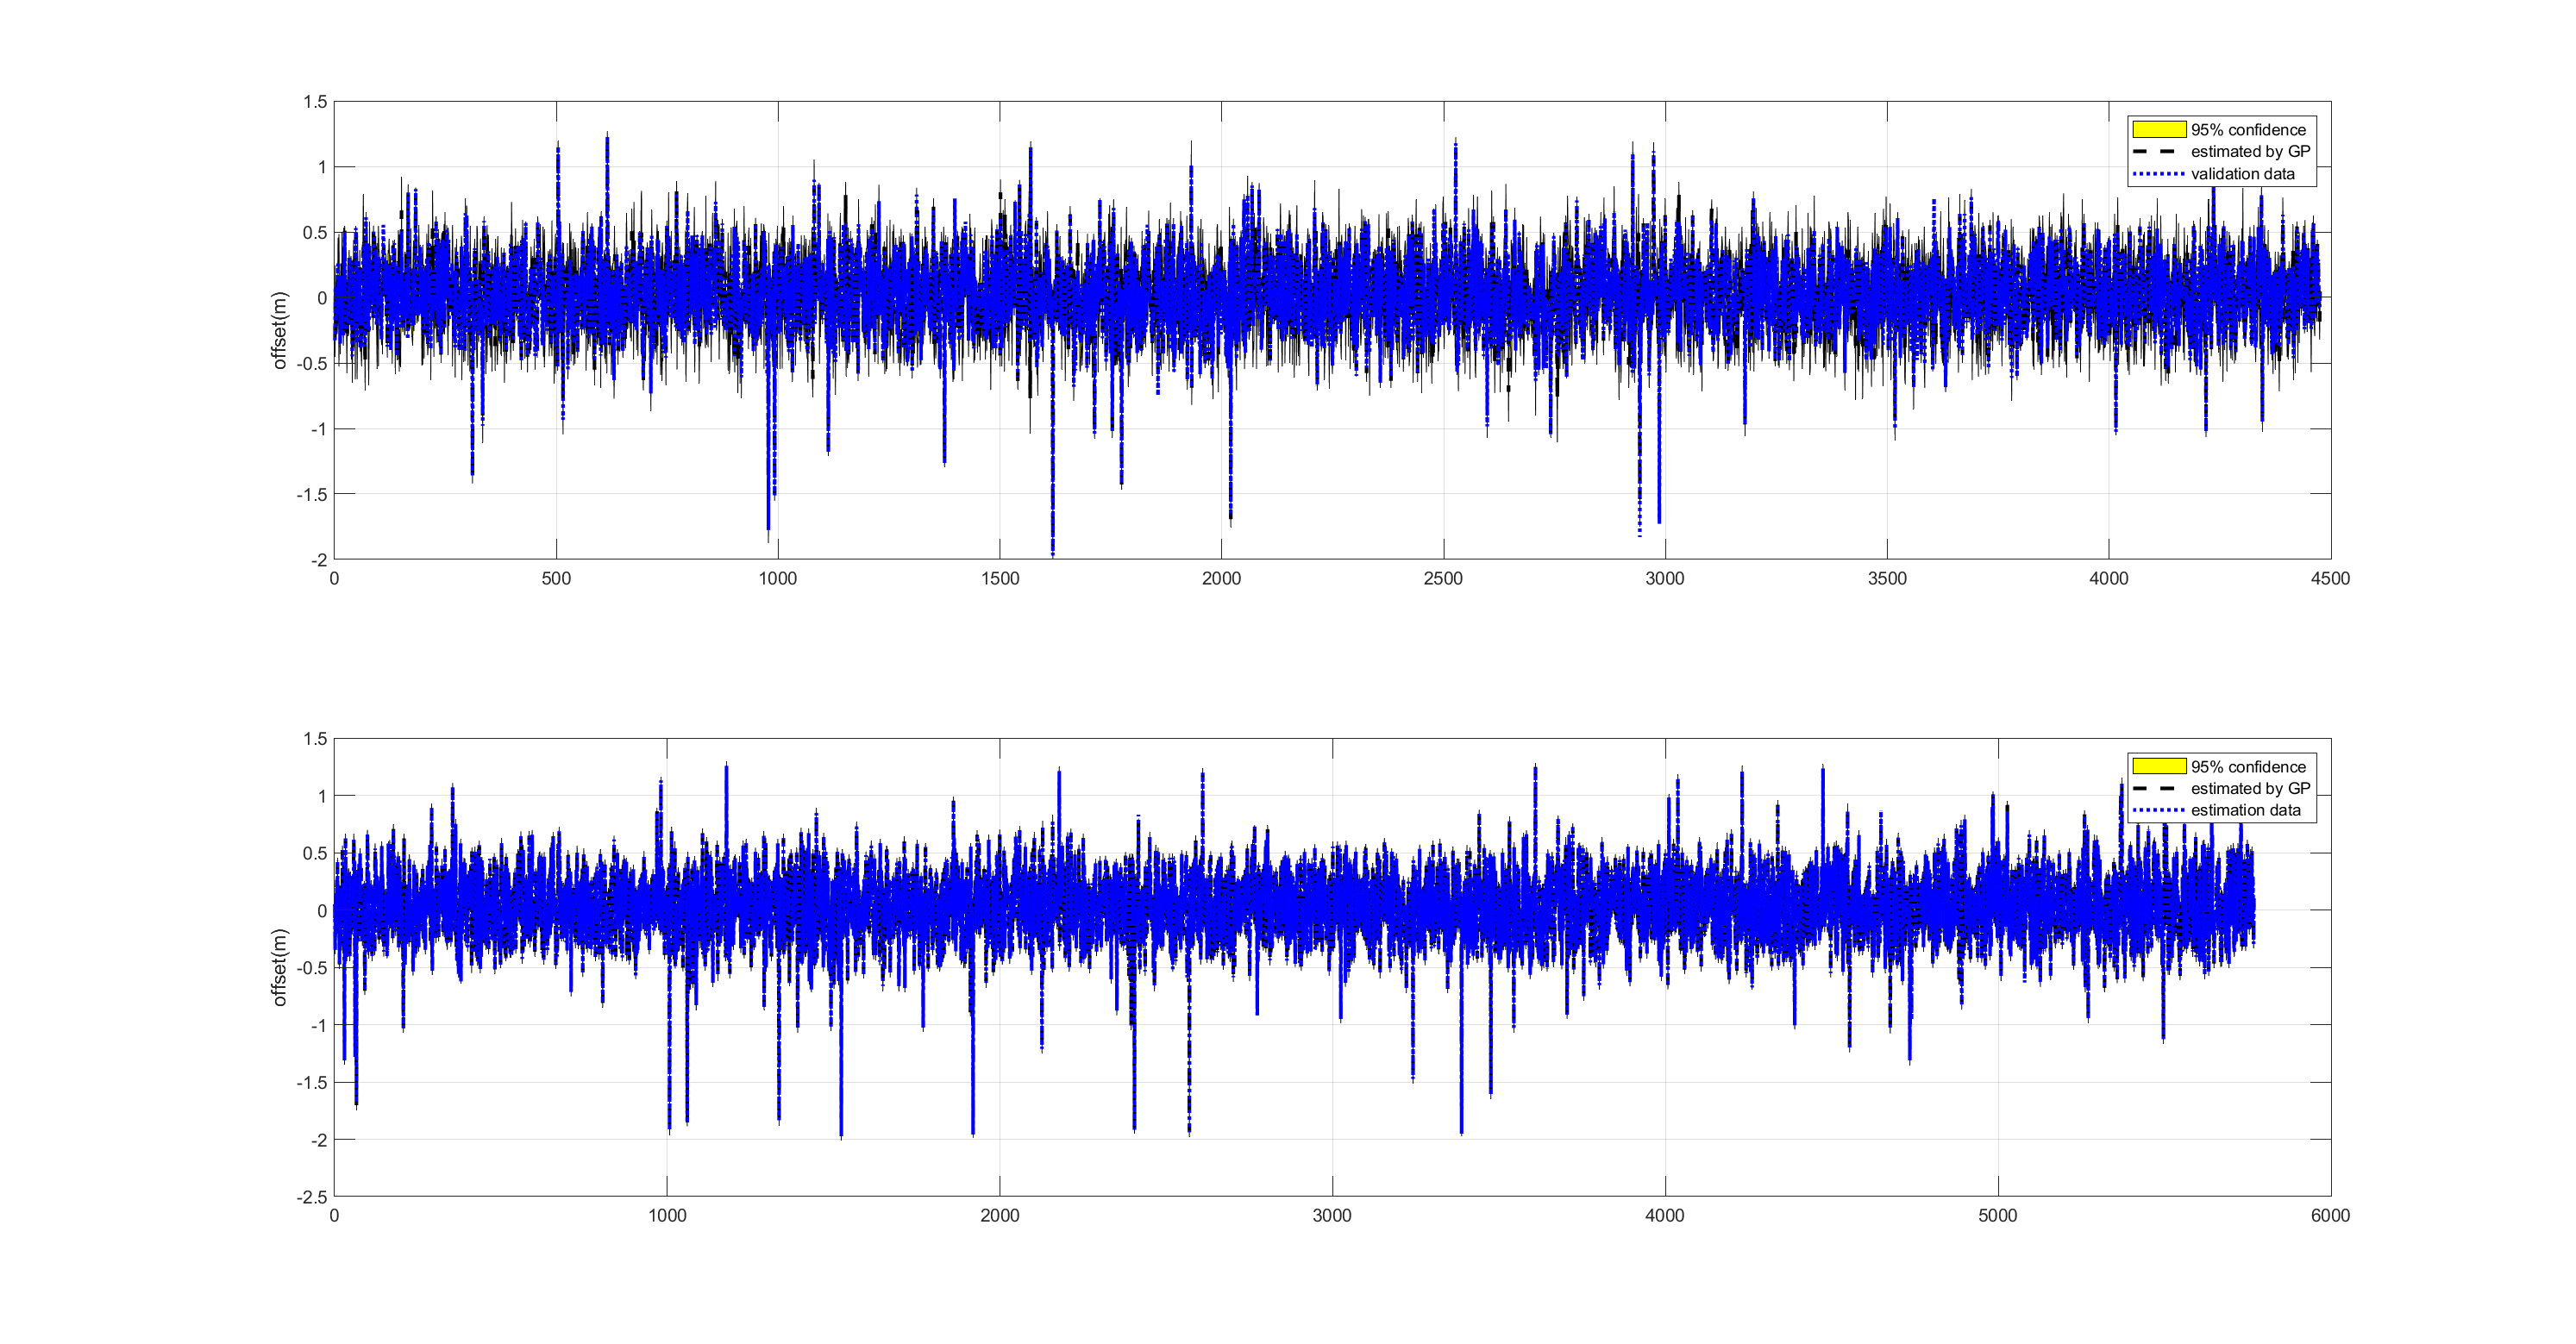 1.5
1
0.5
0
-0.5
-1
-1.5
-2
offset(m)
0 500 1000 1500 2000 2500 3000 3500 4000 4500
95% confidence
estimated by GP
validation data
1.5
1
0.5
0
-0.5
-1
-1.5
-2
-2.5
offset(m)
0 1000 2000 3000 4000 5000 6000
95% confidence
estimated by GP
estimation data